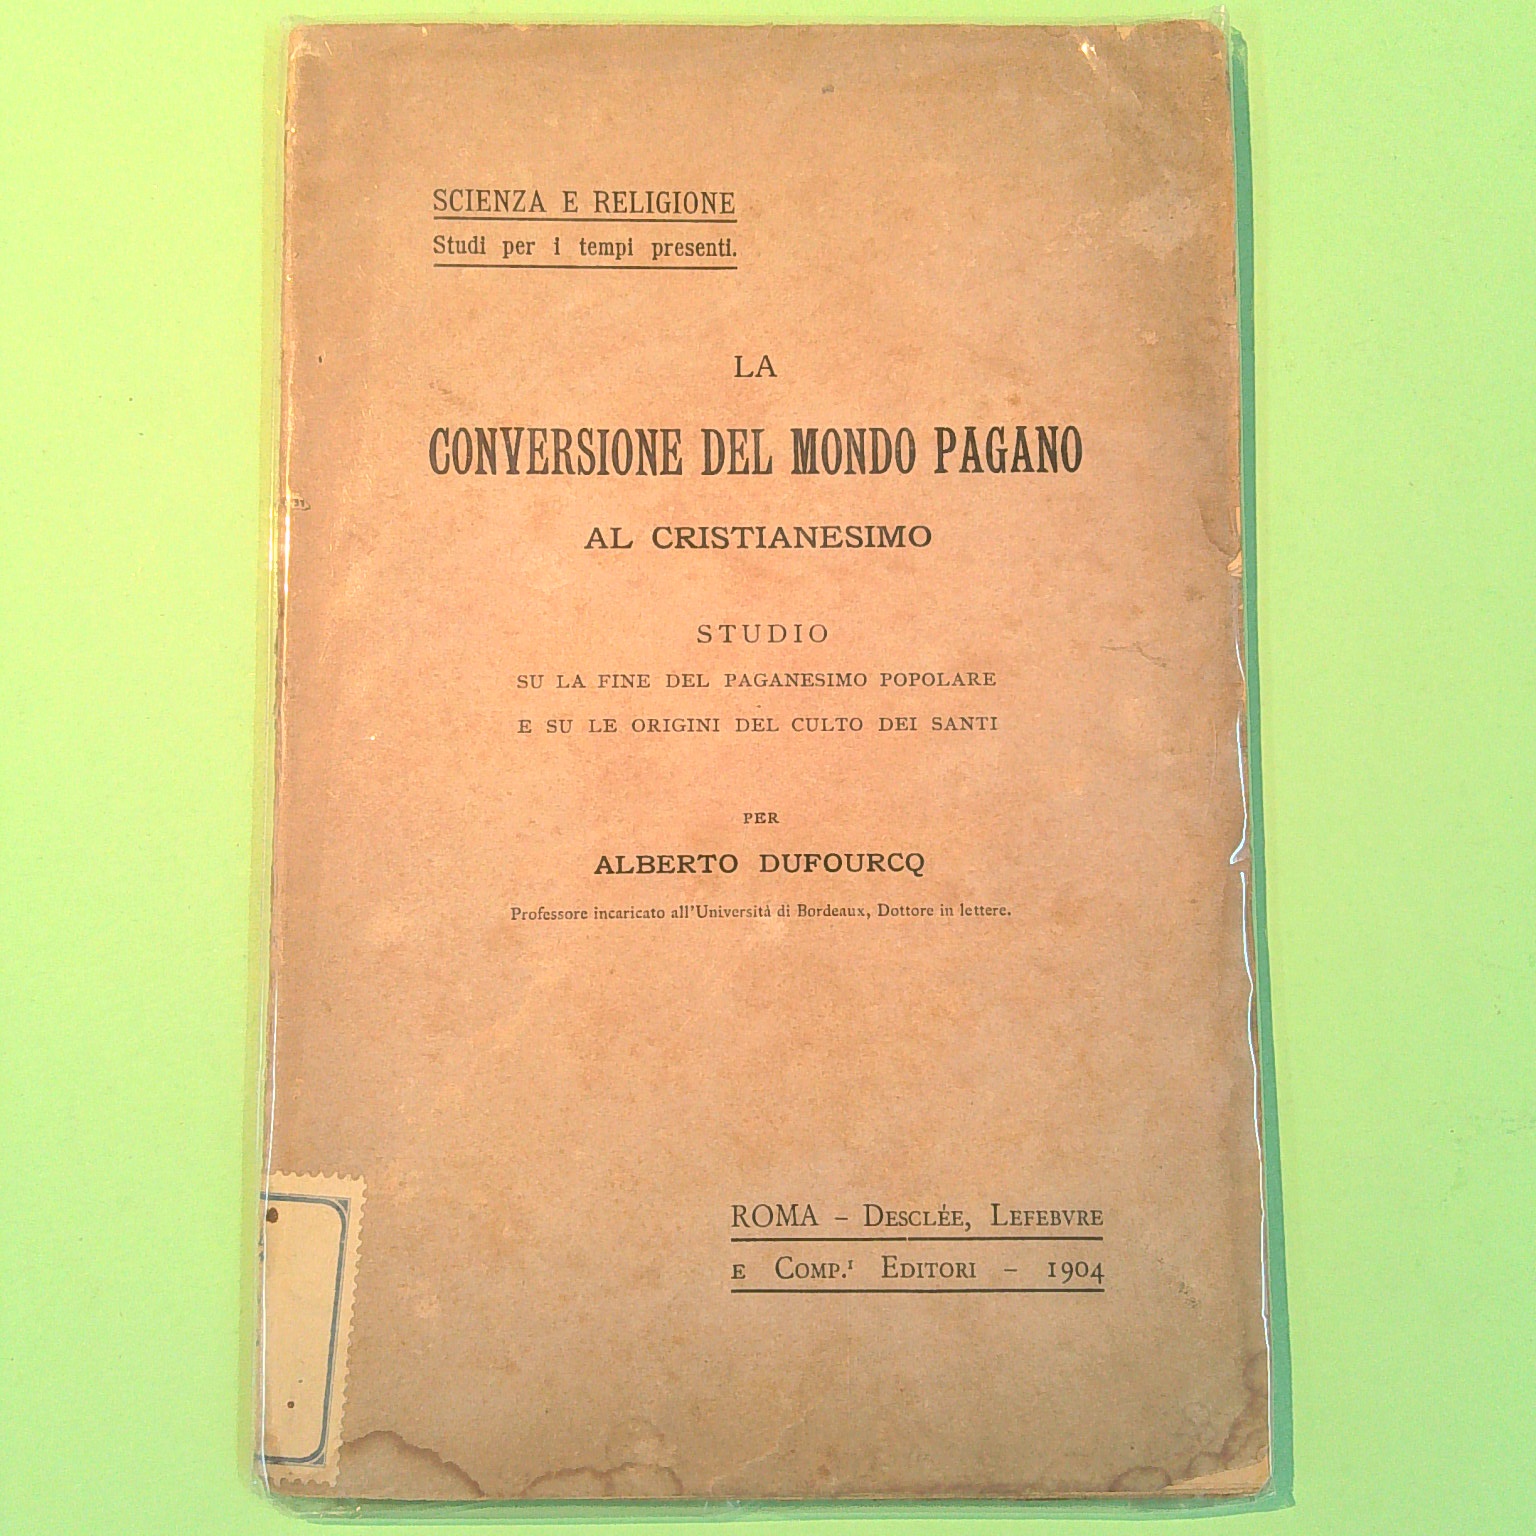 SCIENZA E RELIGIONE
Studi per i tempi presenti.
LA
CONVERSIONE DEL MONDO PAGANO
AL CRISTIANESIMO
STUDIO
SU LA FINE DEL PAGANESIMO POPOLARE
E SU LE ORIGINI DEL CULTO DEI SANTI
PER
ALBERTO DUFOURCQ
Professore incaricato all'Università di Bordeaux, Dottore in lettere.
ROMA – DESCLÉE, LEFEBVRE
E COMP.I EDITORI – 1904